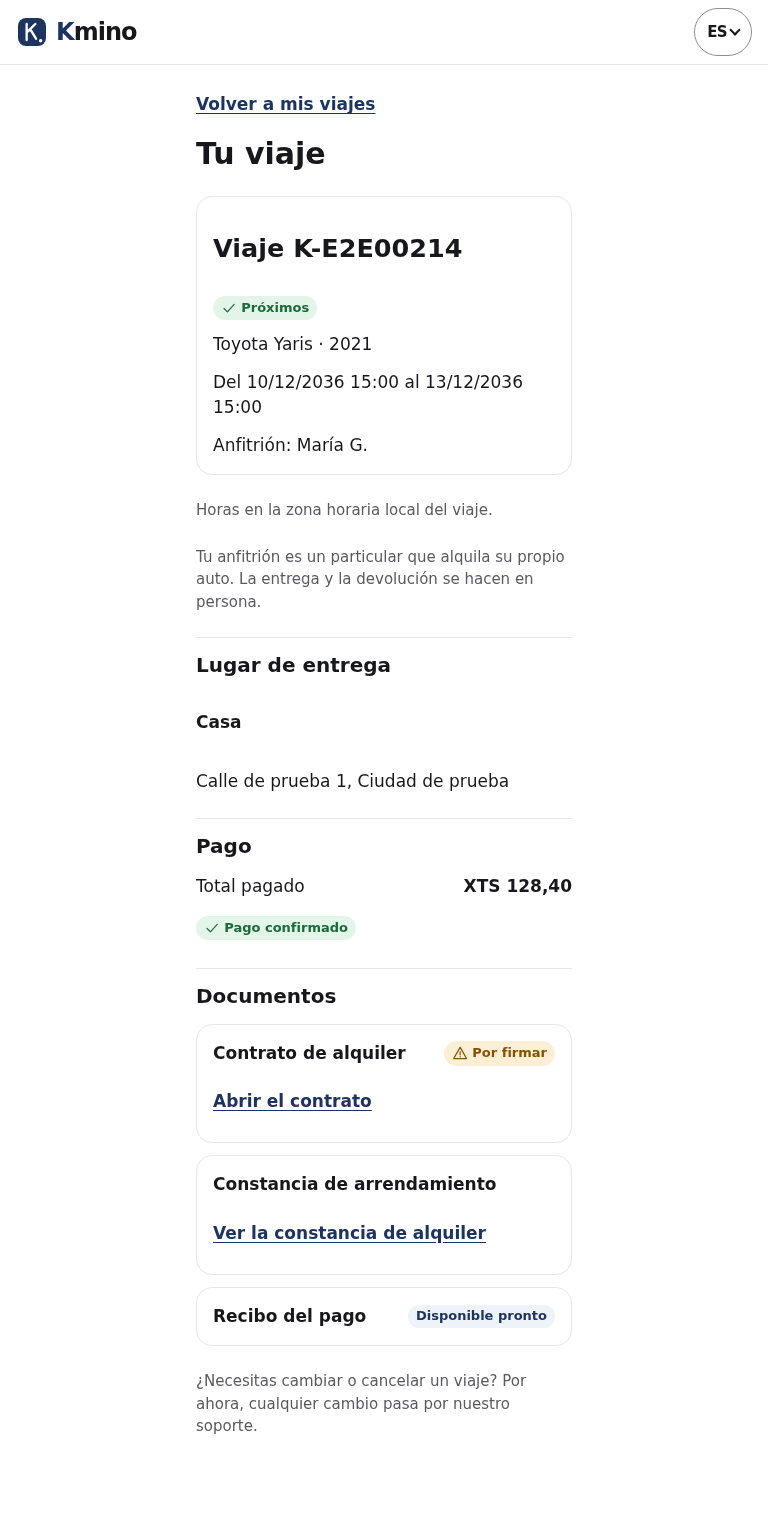 K. Kmino
ES
Volver a mis viajes
Tu viaje
Viaje K-E2E00214
Próximos
Toyota Yaris · 2021
Del 10/12/2036 15:00 al 13/12/2036
15:00
Anfitrión: María G.
Horas en la zona horaria local del viaje.
Tu anfitrión es un particular que alquila su propio
auto. La entrega y la devolución se hacen en
persona.
Lugar de entrega
Casa
Calle de prueba 1, Ciudad de prueba
Pago
Total pagado XTS 128,40
Pago confirmado
Documentos
Contrato de alquiler Por firmar
Abrir el contrato
Constancia de arrendamiento
Ver la constancia de alquiler
Recibo del pago Disponible pronto
¿Necesitas cambiar o cancelar un viaje? Por
ahora, cualquier cambio pasa por nuestro
soporte.